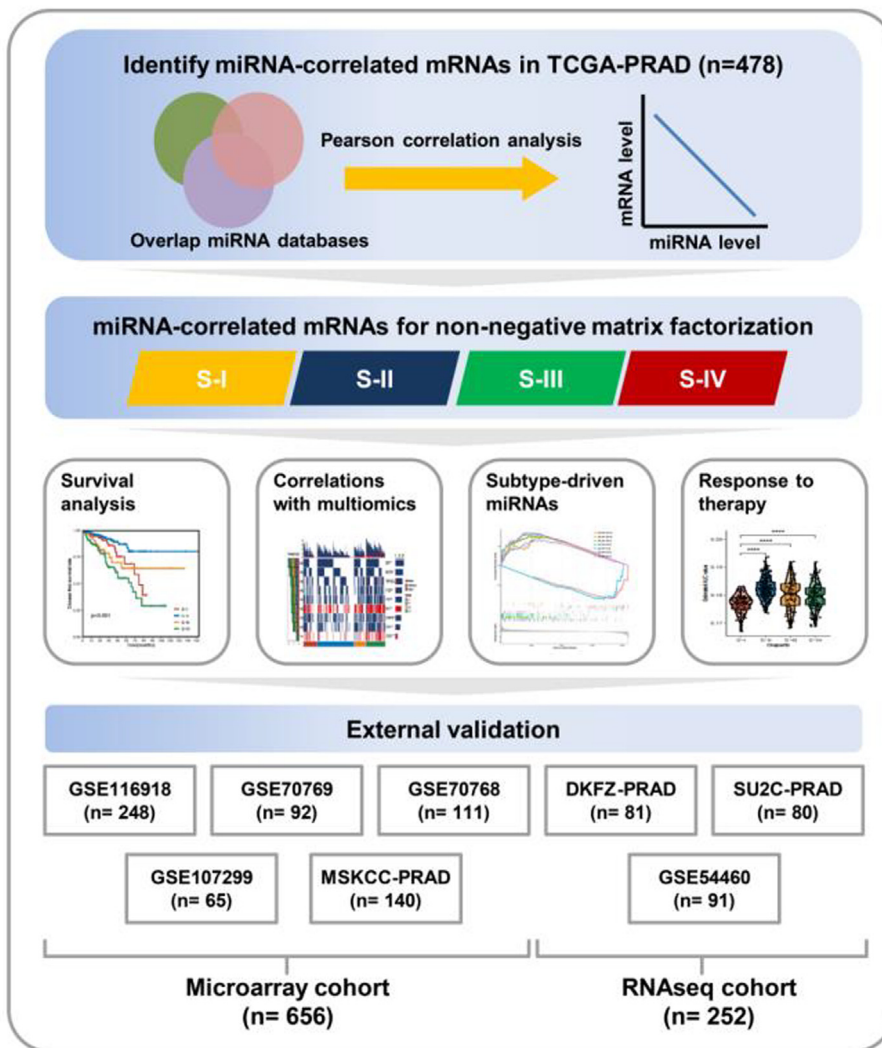 Identify miRNA-correlated mRNAs in TCGA-PRAD (n=478)
Pearson correlation analysis
Overlap miRNA databases
mRNA level
miRNA level
miRNA-correlated mRNAs for non-negative matrix factorization
S-I
S-II
S-III
S-IV
Survival
analysis
p<0.001
Correlations
with multiomics
Subtype-driven
miRNAs
Response to
therapy
External validation
GSE116918
(n= 248)
GSE70769
(n= 92)
GSE70768
(n= 111)
DKFZ-PRAD
(n= 81)
SU2C-PRAD
(n= 80)
GSE107299
(n= 65)
MSKCC-PRAD
(n= 140)
GSE54460
(n= 91)
Microarray cohort
(n= 656)
RNAseq cohort
(n= 252)